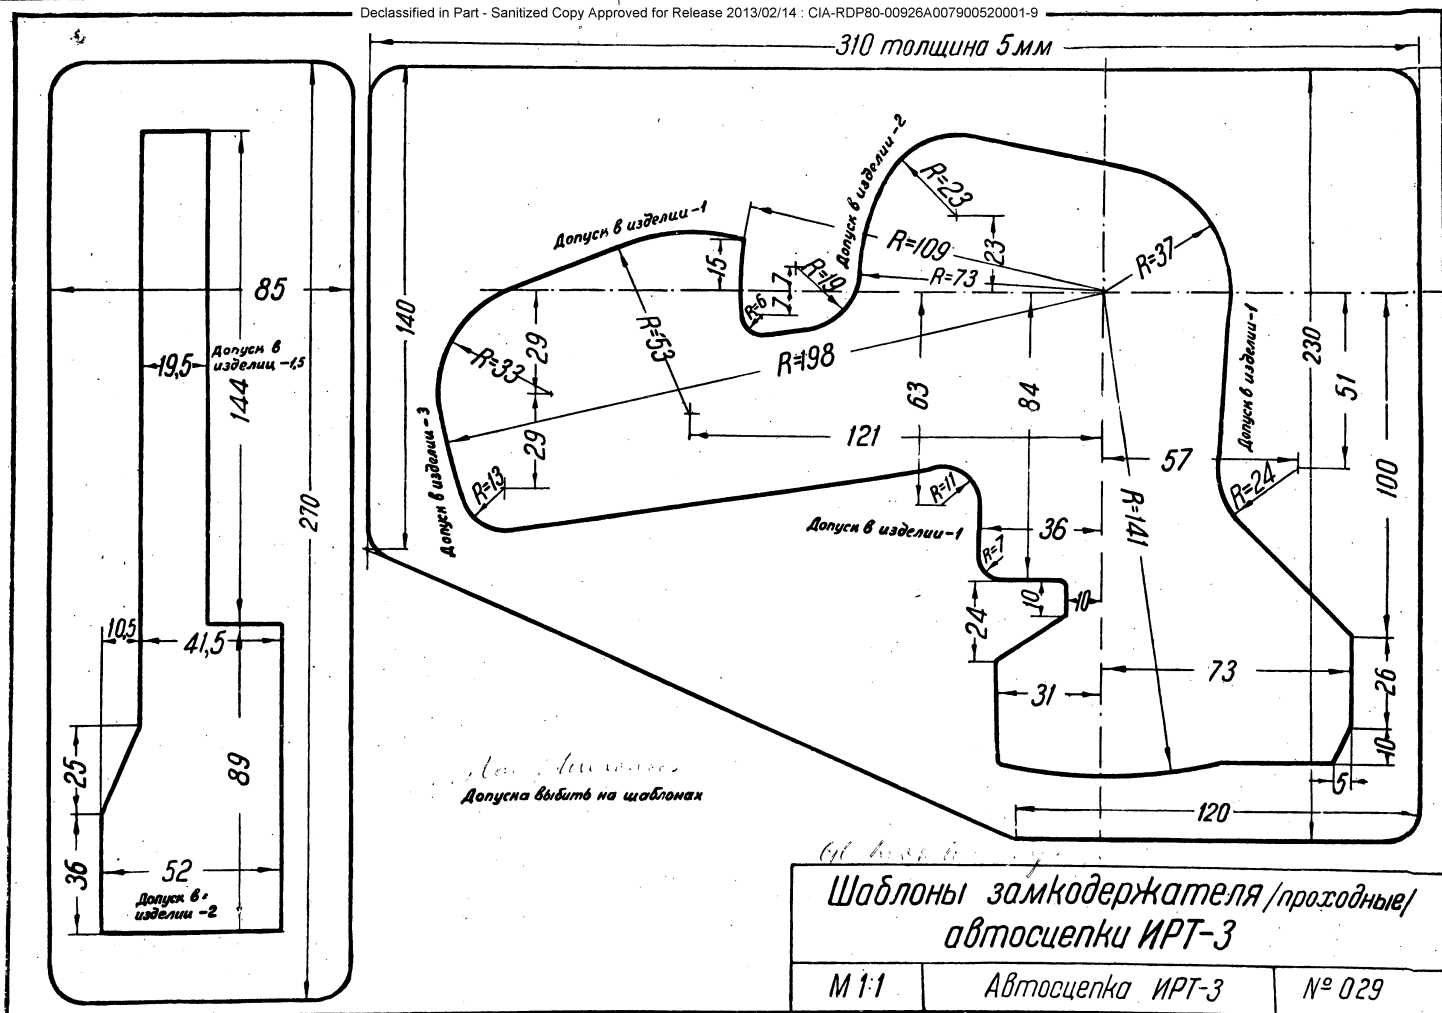 Declassified in Part - Sanitized Copy Approved for Release 2013/02/14 : CIA-RDP80-00926A007900520001-9
310 толщина 5мм
85
19,5
Допуск в
изделии -1,5
144
270
10,5
41,5
25
89
36
52
Допуск в
изделии -2
140
Допуск в изделии-1
15
Допуск в изделии-2
R=23
R=109
23
R=37
7
7
R=19
R=73
R=6
R=33
29
R=53
R=198
63
84
230
51
Допуск в изделии-1
121
57
100
Допуск в изделии-3
29
R=13
R=11
R=24
R=141
Допуск в изделии-1
36
R=7
10
10
24
31
73
26
10
5
120
Допуска выбить на шаблонах
Шаблоны замкодержателя /проходные/
автосцепки ИРТ-3
М 1:1
Автосцепка ИРТ-3
№ 029